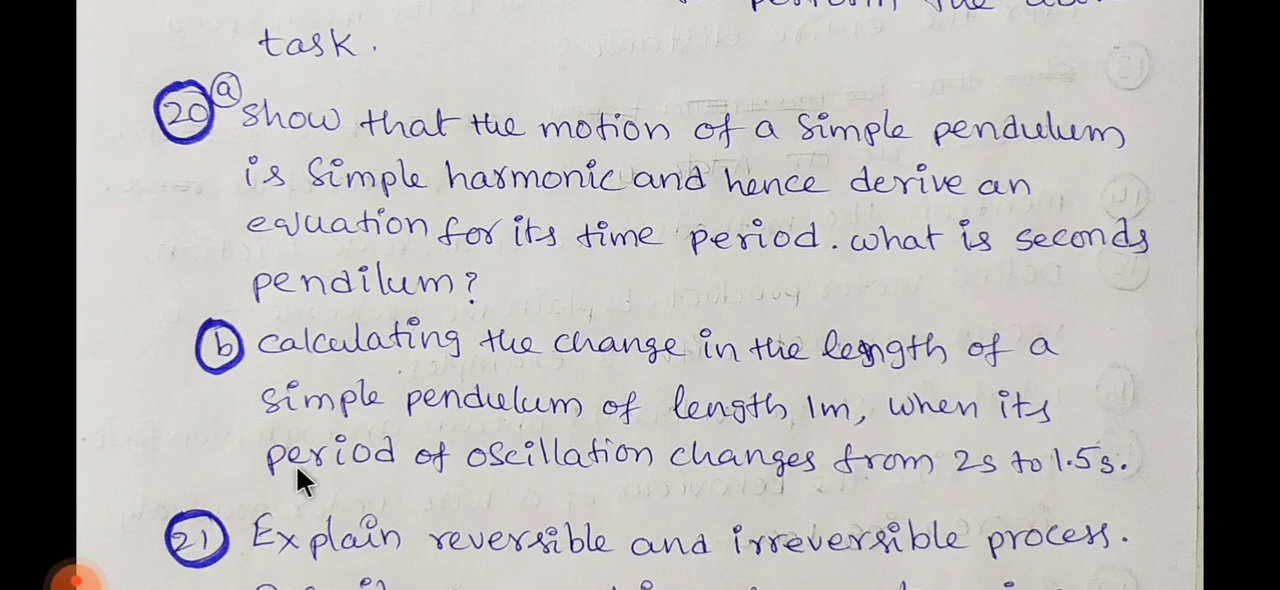 task.
20 a show that the motion of a simple pendulum
is simple harmonic and hence derive an
equation for its time period. what is seconds
pendilum?
b calculating the change in the length of a
simple pendulum of length 1m, when its
period of oscillation changes from 2s to 1.5s.
21 Explain reversible and irreversible process.